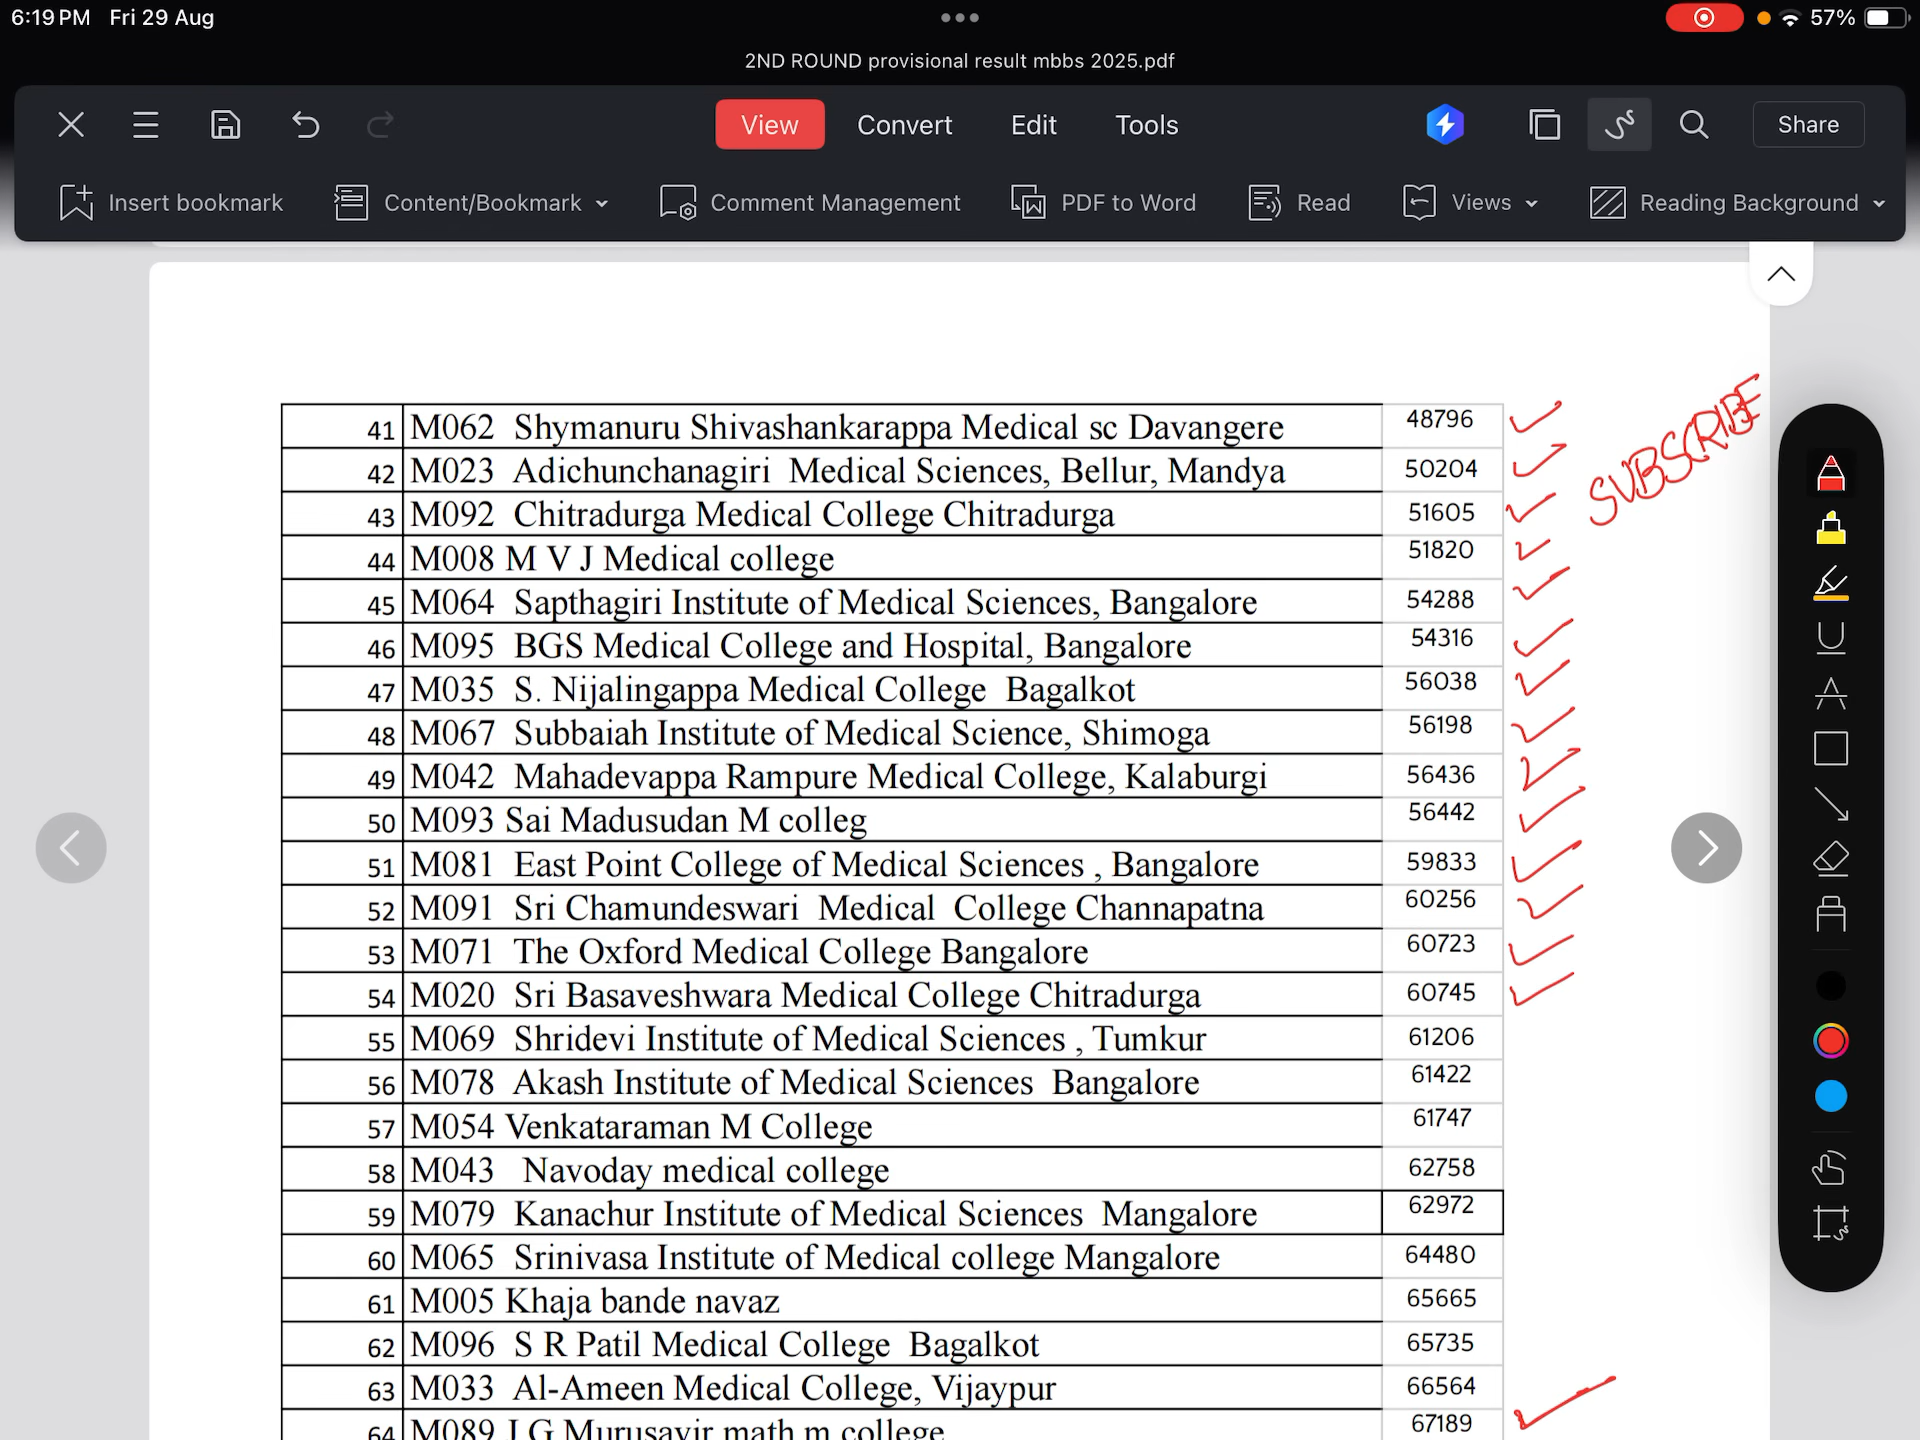 6:19 PM Fri 29 Aug
57%
2ND ROUND provisional result mbbs 2025.pdf
View Convert Edit Tools Share
Insert bookmark Content/Bookmark Comment Management PDF to Word Read Views Reading Background
41 M062 Shymanuru Shivashankarappa Medical sc Davangere 48796
SUBSCRIBE
42 M023 Adichunchanagiri Medical Sciences, Bellur, Mandya 50204
43 M092 Chitradurga Medical College Chitradurga 51605
44 M008 M V J Medical college 51820
45 M064 Sapthagiri Institute of Medical Sciences, Bangalore 54288
46 M095 BGS Medical College and Hospital, Bangalore 54316
47 M035 S. Nijalingappa Medical College Bagalkot 56038
48 M067 Subbaiah Institute of Medical Science, Shimoga 56198
49 M042 Mahadevappa Rampure Medical College, Kalaburgi 56436
50 M093 Sai Madusudan M colleg 56442
51 M081 East Point College of Medical Sciences , Bangalore 59833
52 M091 Sri Chamundeswari Medical College Channapatna 60256
53 M071 The Oxford Medical College Bangalore 60723
54 M020 Sri Basaveshwara Medical College Chitradurga 60745
55 M069 Shridevi Institute of Medical Sciences , Tumkur 61206
56 M078 Akash Institute of Medical Sciences Bangalore 61422
57 M054 Venkataraman M College 61747
58 M043 Navoday medical college 62758
59 M079 Kanachur Institute of Medical Sciences Mangalore 62972
60 M065 Srinivasa Institute of Medical college Mangalore 64480
61 M005 Khaja bande navaz 65665
62 M096 S R Patil Medical College Bagalkot 65735
63 M033 Al-Ameen Medical College, Vijaypur 66564
64 M089 J G Murusavir math m college 67189